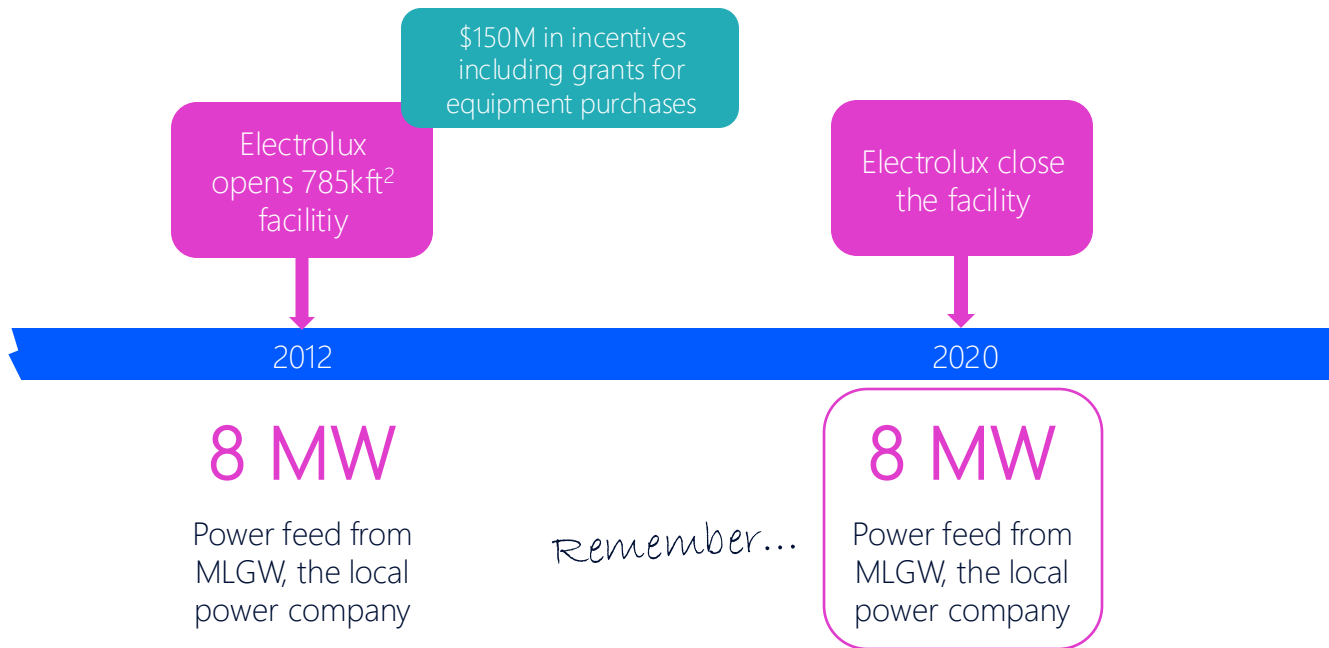 $150M in incentives
including grants for
equipment purchases
Electrolux
opens 785kft²
facilitiy
Electrolux close
the facility
2012
2020
8 MW
Power feed from
MLGW, the local
power company
Remember...
8 MW
Power feed from
MLGW, the local
power company